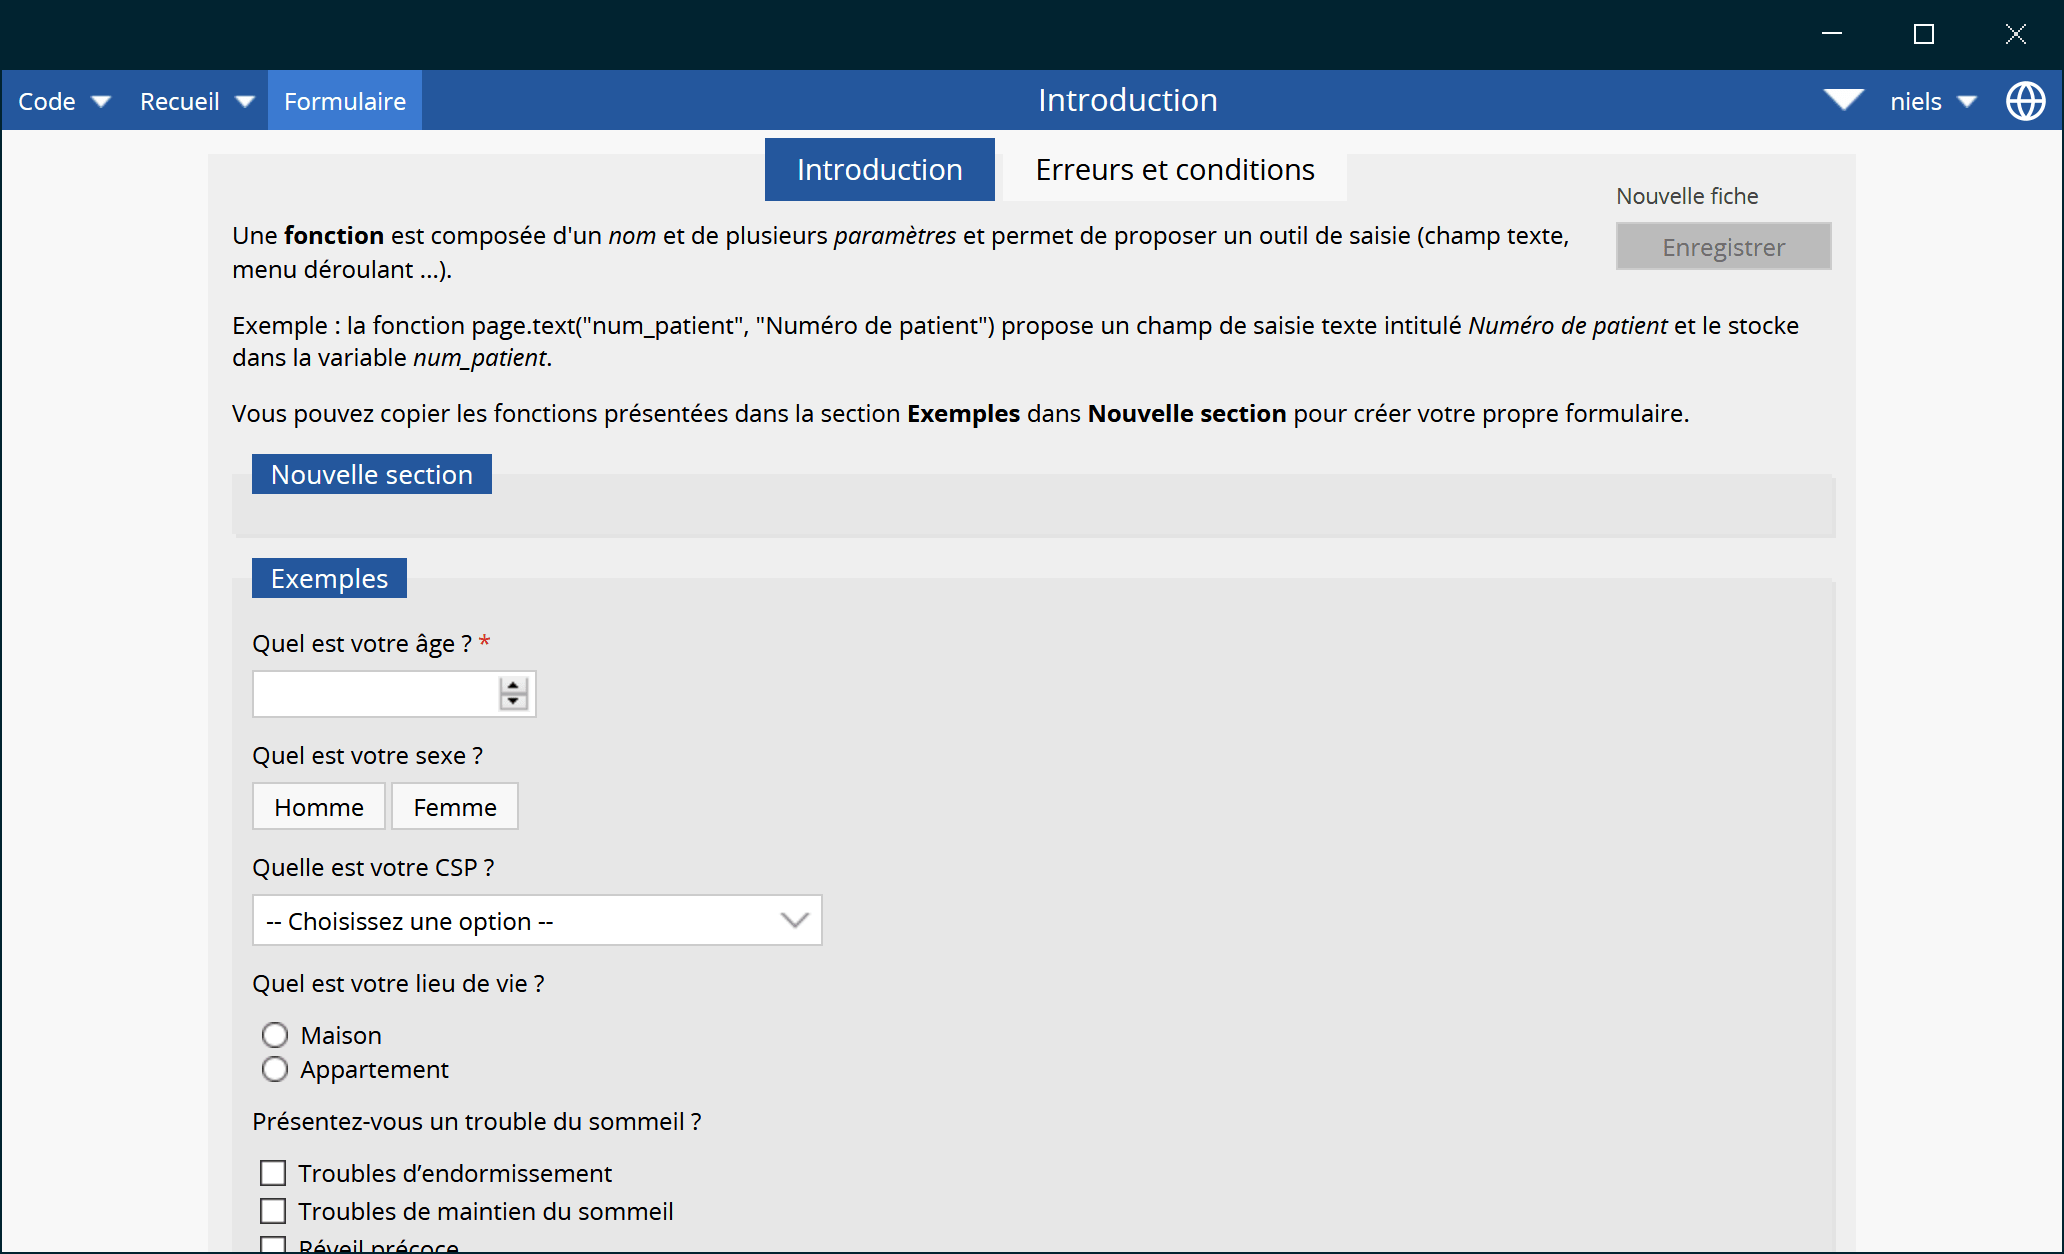 Code
Recueil
Formulaire
Introduction
niels
Introduction
Erreurs et conditions
Nouvelle fiche
Enregistrer
Une fonction est composée d'un nom et de plusieurs paramètres et permet de proposer un outil de saisie (champ texte,
menu déroulant ...).
Exemple : la fonction page.text("num_patient", "Numéro de patient") propose un champ de saisie texte intitulé Numéro de patient et le stocke
dans la variable num_patient.
Vous pouvez copier les fonctions présentées dans la section Exemples dans Nouvelle section pour créer votre propre formulaire.
Nouvelle section
Exemples
Quel est votre âge ? *
Quel est votre sexe ?
Homme
Femme
Quelle est votre CSP ?
-- Choisissez une option --
Quel est votre lieu de vie ?
Maison
Appartement
Présentez-vous un trouble du sommeil ?
Troubles d’endormissement
Troubles de maintien du sommeil
Réveil précoce